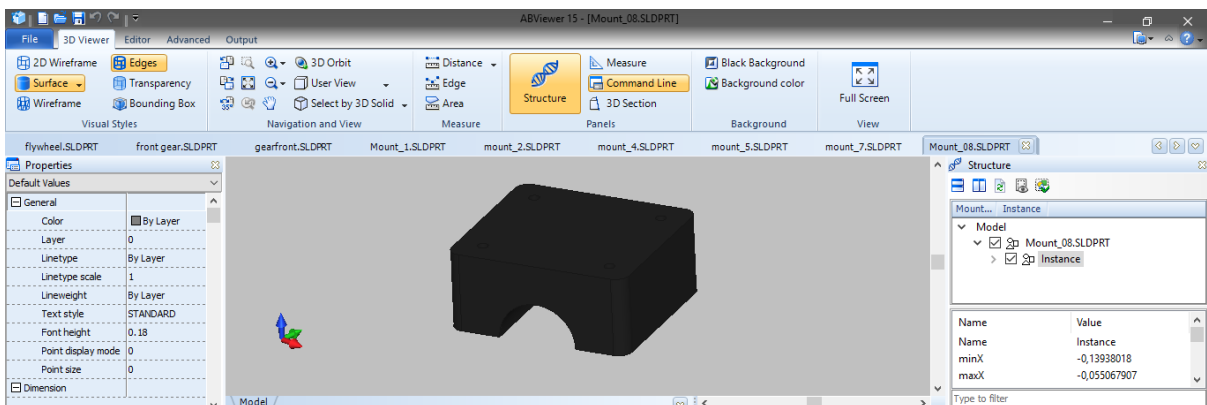 ABViewer 15 - [Mount_08.SLDPRT]
File 3D Viewer Editor Advanced Output
2D Wireframe Edges 3D Orbit Distance Measure Black Background
Surface Transparency User View Edge Structure Command Line Background color Full Screen
Wireframe Bounding Box 35° Select by 3D Solid Area 3D Section
Visual Styles Navigation and View Measure Panels Background View
flywheel.SLDPRT front gear.SLDPRT gearfront.SLDPRT Mount_1.SLDPRT mount_2.SLDPRT mount_4.SLDPRT mount_5.SLDPRT mount_7.SLDPRT Mount_08.SLDPRT
Properties
Default Values
General
Color By Layer
Layer 0
Linetype By Layer
Linetype scale 1
Lineweight By Layer
Text style STANDARD
Font height 0.18
Point display mode 0
Point size 0
Dimension
Model
Structure
Mount... Instance
Model
Mount_08.SLDPRT
Instance
Name Value
Name Instance
minX -0,13938018
maxX -0,055067907
Type to filter